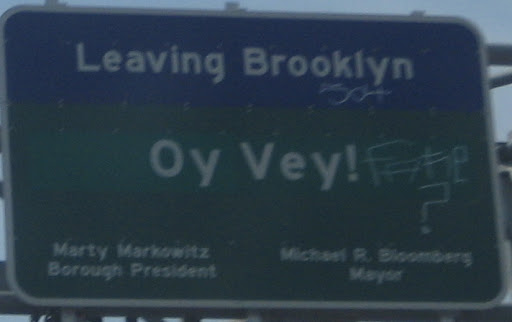 Leaving Brooklyn
Oy Vey!
Marty Markowitz
Borough President
Michael R. Bloomberg
Mayor